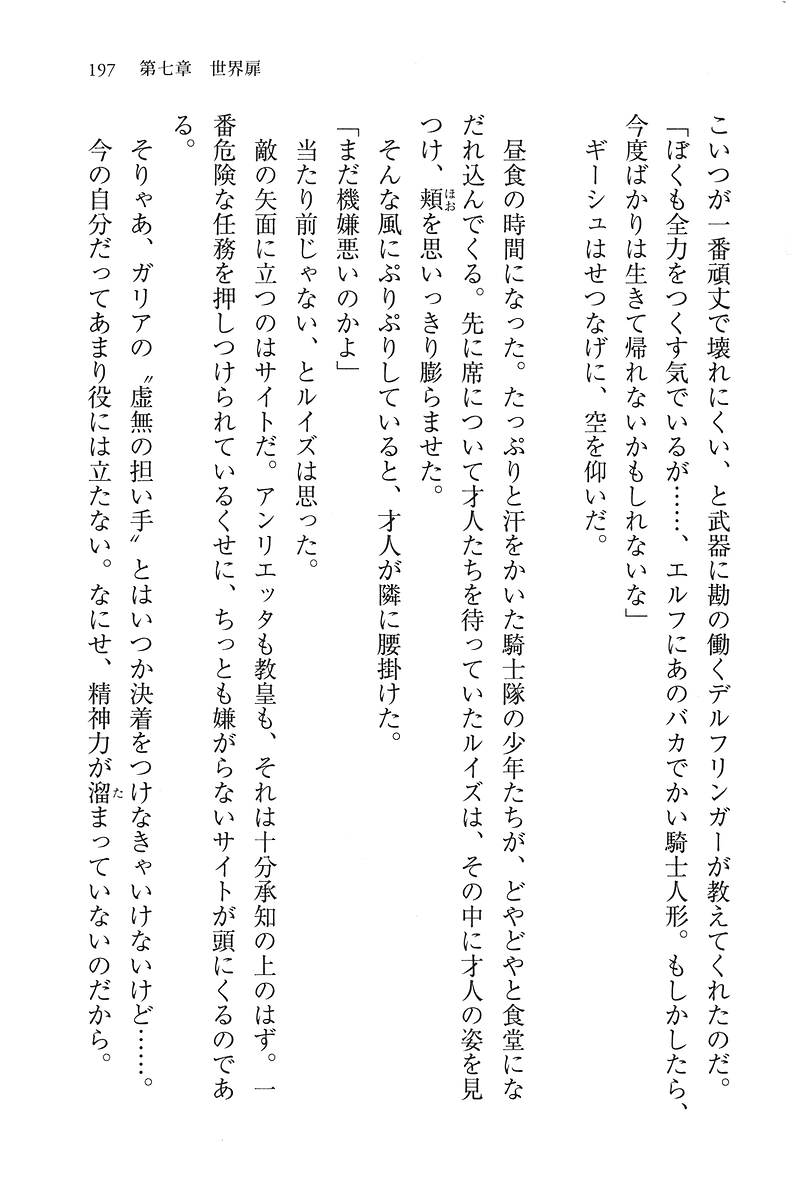 197　第七章　世界扉
こいつが一番頑丈で壊れにくい、と武器に勘の働くデルフリンガーが教えてくれたのだ。
「ぼくも全力をつくす気でいるが……、エルフにあのバカでかい騎士人形。もしかしたら、
今度ばかりは生きて帰れないかもしれないな」
ギーシュはせつなげに、空を仰いだ。
昼食の時間になった。たっぷりと汗をかいた騎士隊の少年たちが、どやどやと食堂にな
だれ込んでくる。先に席について才人たちを待っていたルイズは、その中に才人の姿を見
つけ、頬を思いっきり膨らませた。
そんな風にぷりぷりしていると、才人が隣に腰掛けた。
「まだ機嫌悪いのかよ」
当たり前じゃない、とルイズは思った。
敵の矢面に立つのはサイトだ。アンリエッタも教皇も、それは十分承知の上のはず。一
番危険な任務を押しつけられているくせに、ちっとも嫌がらないサイトが頭にくるのであ
る。
そりゃあ、ガリアの〝虚無の担い手〟とはいつか決着をつけなきゃいけないけど……。
今の自分だってあまり役には立たない。なにせ、精神力が溜まっていないのだから。